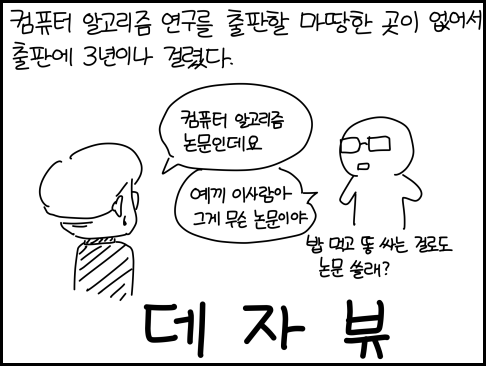 컴퓨터 알고리즘 연구를 출판할 마땅한 곳이 없어서
출판에 3년이나 걸렸다.
컴퓨터 알고리즘
논문인데요
예끼 이사람아
그게 무슨 논문이야
밥 먹고 똥 싸는 걸로도
논문 쓸래?
데자뷰